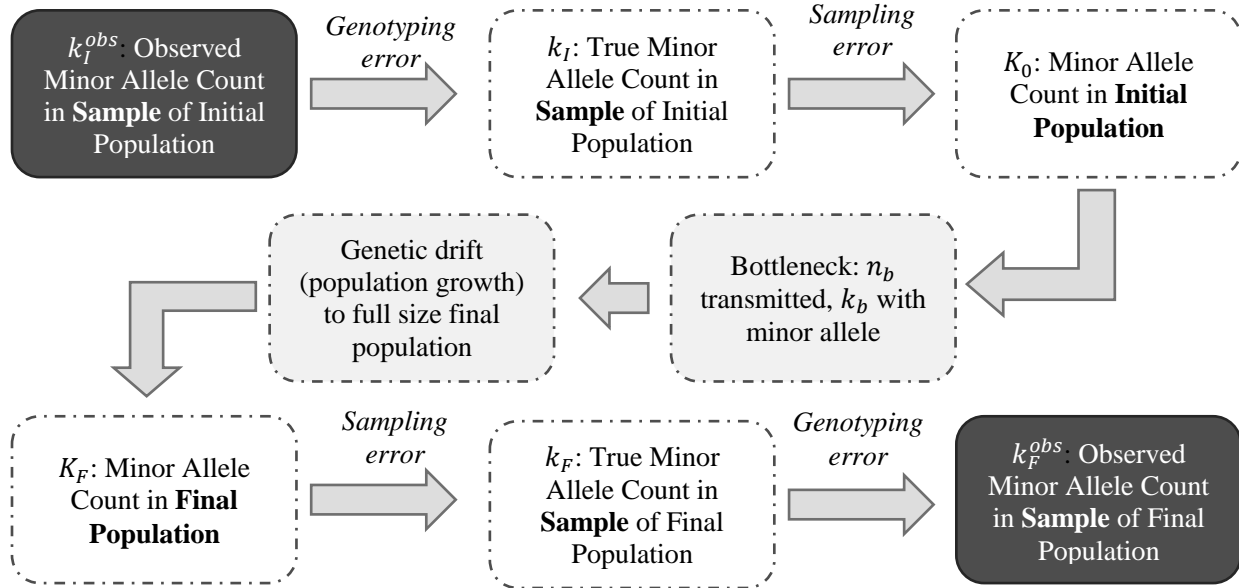 k_I^{obs}: Observed
Minor Allele Count
in Sample of Initial
Population
Genotyping
error
k_I: True Minor
Allele Count in
Sample of Initial
Population
Sampling
error
K_0: Minor Allele
Count in Initial
Population
Bottleneck: n_b
transmitted, k_b with
minor allele
Genetic drift
(population growth)
to full size final
population
K_F: Minor Allele
Count in Final
Population
Sampling
error
k_F: True Minor
Allele Count in
Sample of Final
Population
Genotyping
error
k_F^{obs}: Observed
Minor Allele Count
in Sample of Final
Population